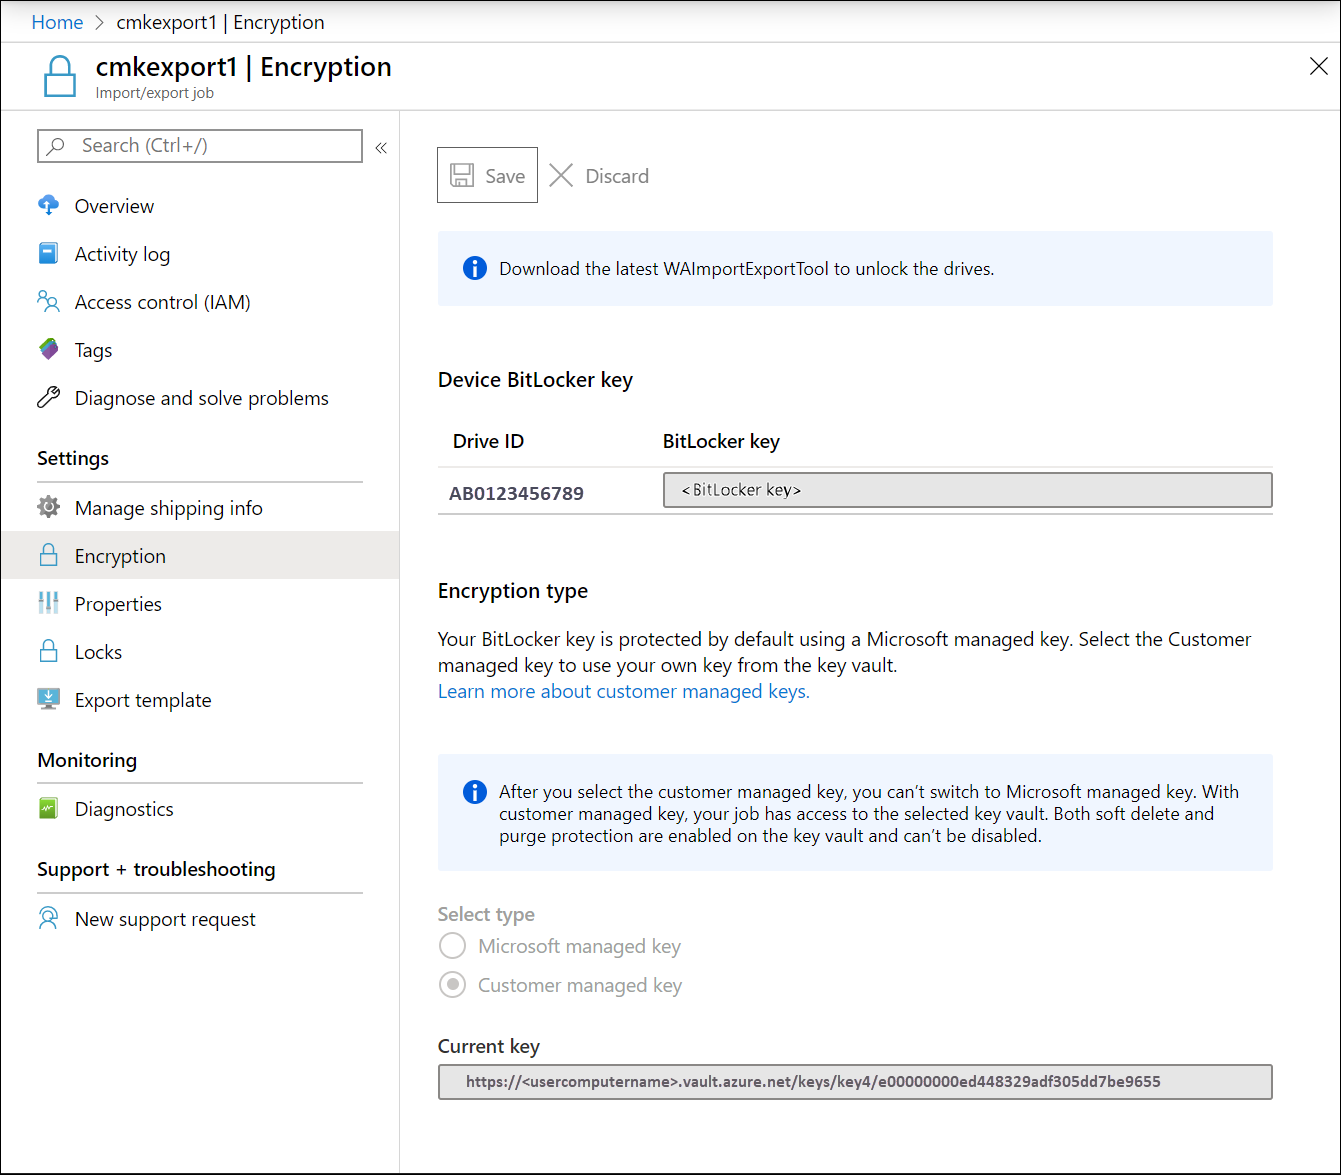 Home > cmkexport1 | Encryption
cmkexport1 | Encryption
Import/export job
Search (Ctrl+/)
«
Overview
Activity log
Access control (IAM)
Tags
Diagnose and solve problems
Settings
Manage shipping info
Encryption
Properties
Locks
Export template
Monitoring
Diagnostics
Support + troubleshooting
New support request
Save Discard
Download the latest WAImportExportTool to unlock the drives.
Device BitLocker key
Drive ID BitLocker key
AB0123456789 <BitLocker key>
Encryption type
Your BitLocker key is protected by default using a Microsoft managed key. Select the Customer
managed key to use your own key from the key vault.
Learn more about customer managed keys.
After you select the customer managed key, you can't switch to Microsoft managed key. With
customer managed key, your job has access to the selected key vault. Both soft delete and
purge protection are enabled on the key vault and can't be disabled.
Select type
Microsoft managed key
Customer managed key
Current key
https://<usercomputername>.vault.azure.net/keys/key4/e00000000ed448329adf305dd7be9655